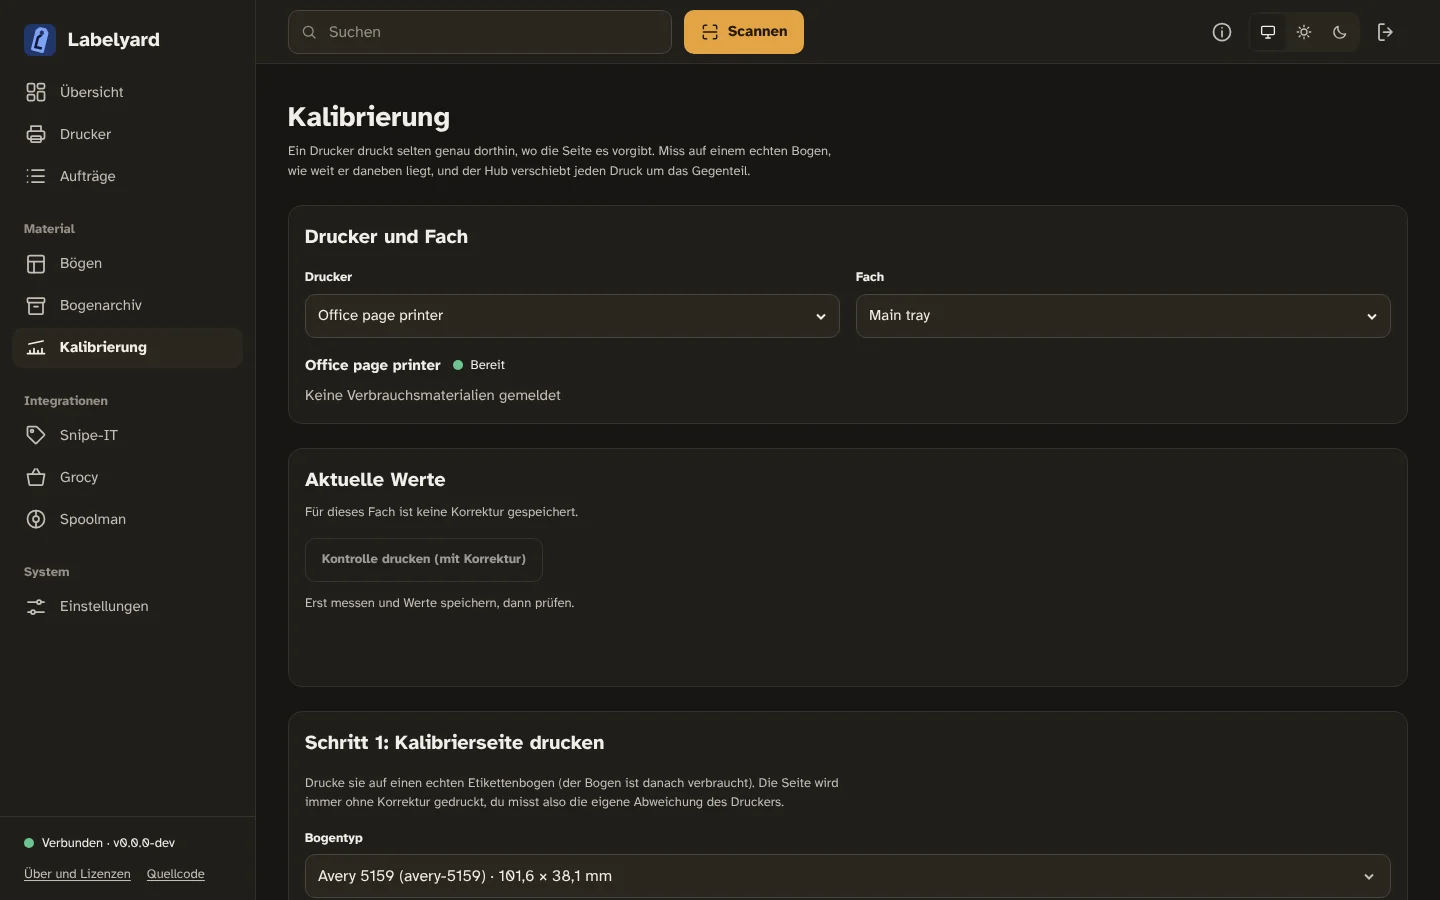 Labelyard
Übersicht
Drucker
Aufträge
Material
Bögen
Bogenarchiv
Kalibrierung
Integrationen
Snipe-IT
Grocy
Spoolman
System
Einstellungen
Verbunden · v0.0.0-dev
Über und Lizenzen Quellcode
Suchen
Scannen
Kalibrierung
Ein Drucker druckt selten genau dorthin, wo die Seite es vorgibt. Miss auf einem echten Bogen,
wie weit er daneben liegt, und der Hub verschiebt jeden Druck um das Gegenteil.
Drucker und Fach
Drucker
Office page printer
Fach
Main tray
Office page printer Bereit
Keine Verbrauchsmaterialien gemeldet
Aktuelle Werte
Für dieses Fach ist keine Korrektur gespeichert.
Kontrolle drucken (mit Korrektur)
Erst messen und Werte speichern, dann prüfen.
Schritt 1: Kalibrierseite drucken
Drucke sie auf einen echten Etikettenbogen (der Bogen ist danach verbraucht). Die Seite wird
immer ohne Korrektur gedruckt, du misst also die eigene Abweichung des Druckers.
Bogentyp
Avery 5159 (avery-5159) · 101,6 × 38,1 mm